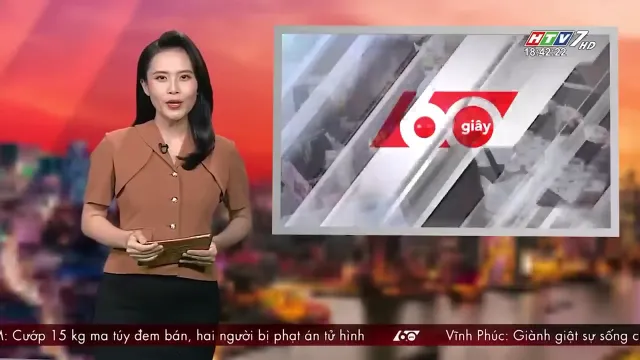 HTV7 HD
18:42:22
60 giây
M: Cướp 15 kg ma túy đem bán, hai người bị phạt án tử hình 60 Vĩnh Phúc: Giành giật sự sống c